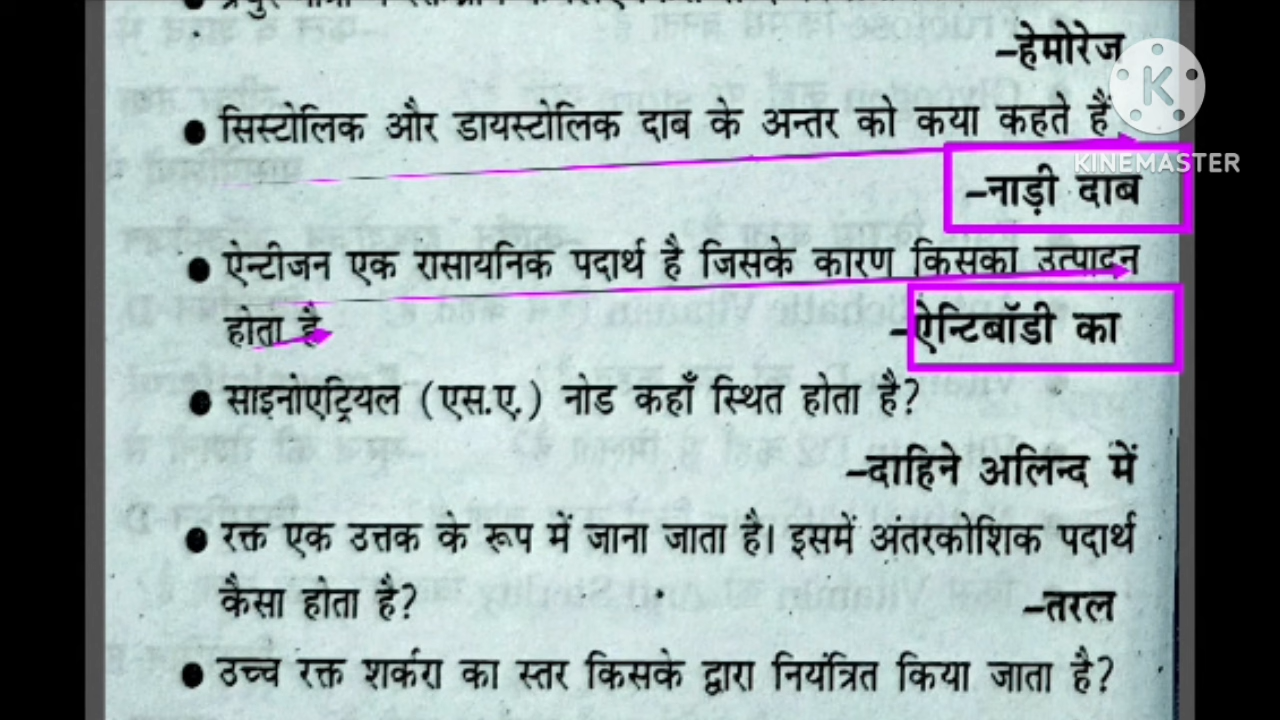 –हेमोरेज
KINEMASTER
• सिस्टोलिक और डायस्टोलिक दाब के अन्तर को कया कहते हैं
–नाड़ी दाब
• ऐन्टीजन एक रासायनिक पदार्थ है जिसके कारण किसका उत्पादन
होता है –ऐन्टिबॉडी का
• साइनोएट्रियल (एस.ए.) नोड कहाँ स्थित होता है?
–दाहिने अलिन्द में
• रक्त एक उत्तक के रूप में जाना जाता है। इसमें अंतरकोशिक पदार्थ
कैसा होता है? –तरल
• उच्च रक्त शर्करा का स्तर किसके द्वारा नियंत्रित किया जाता है?